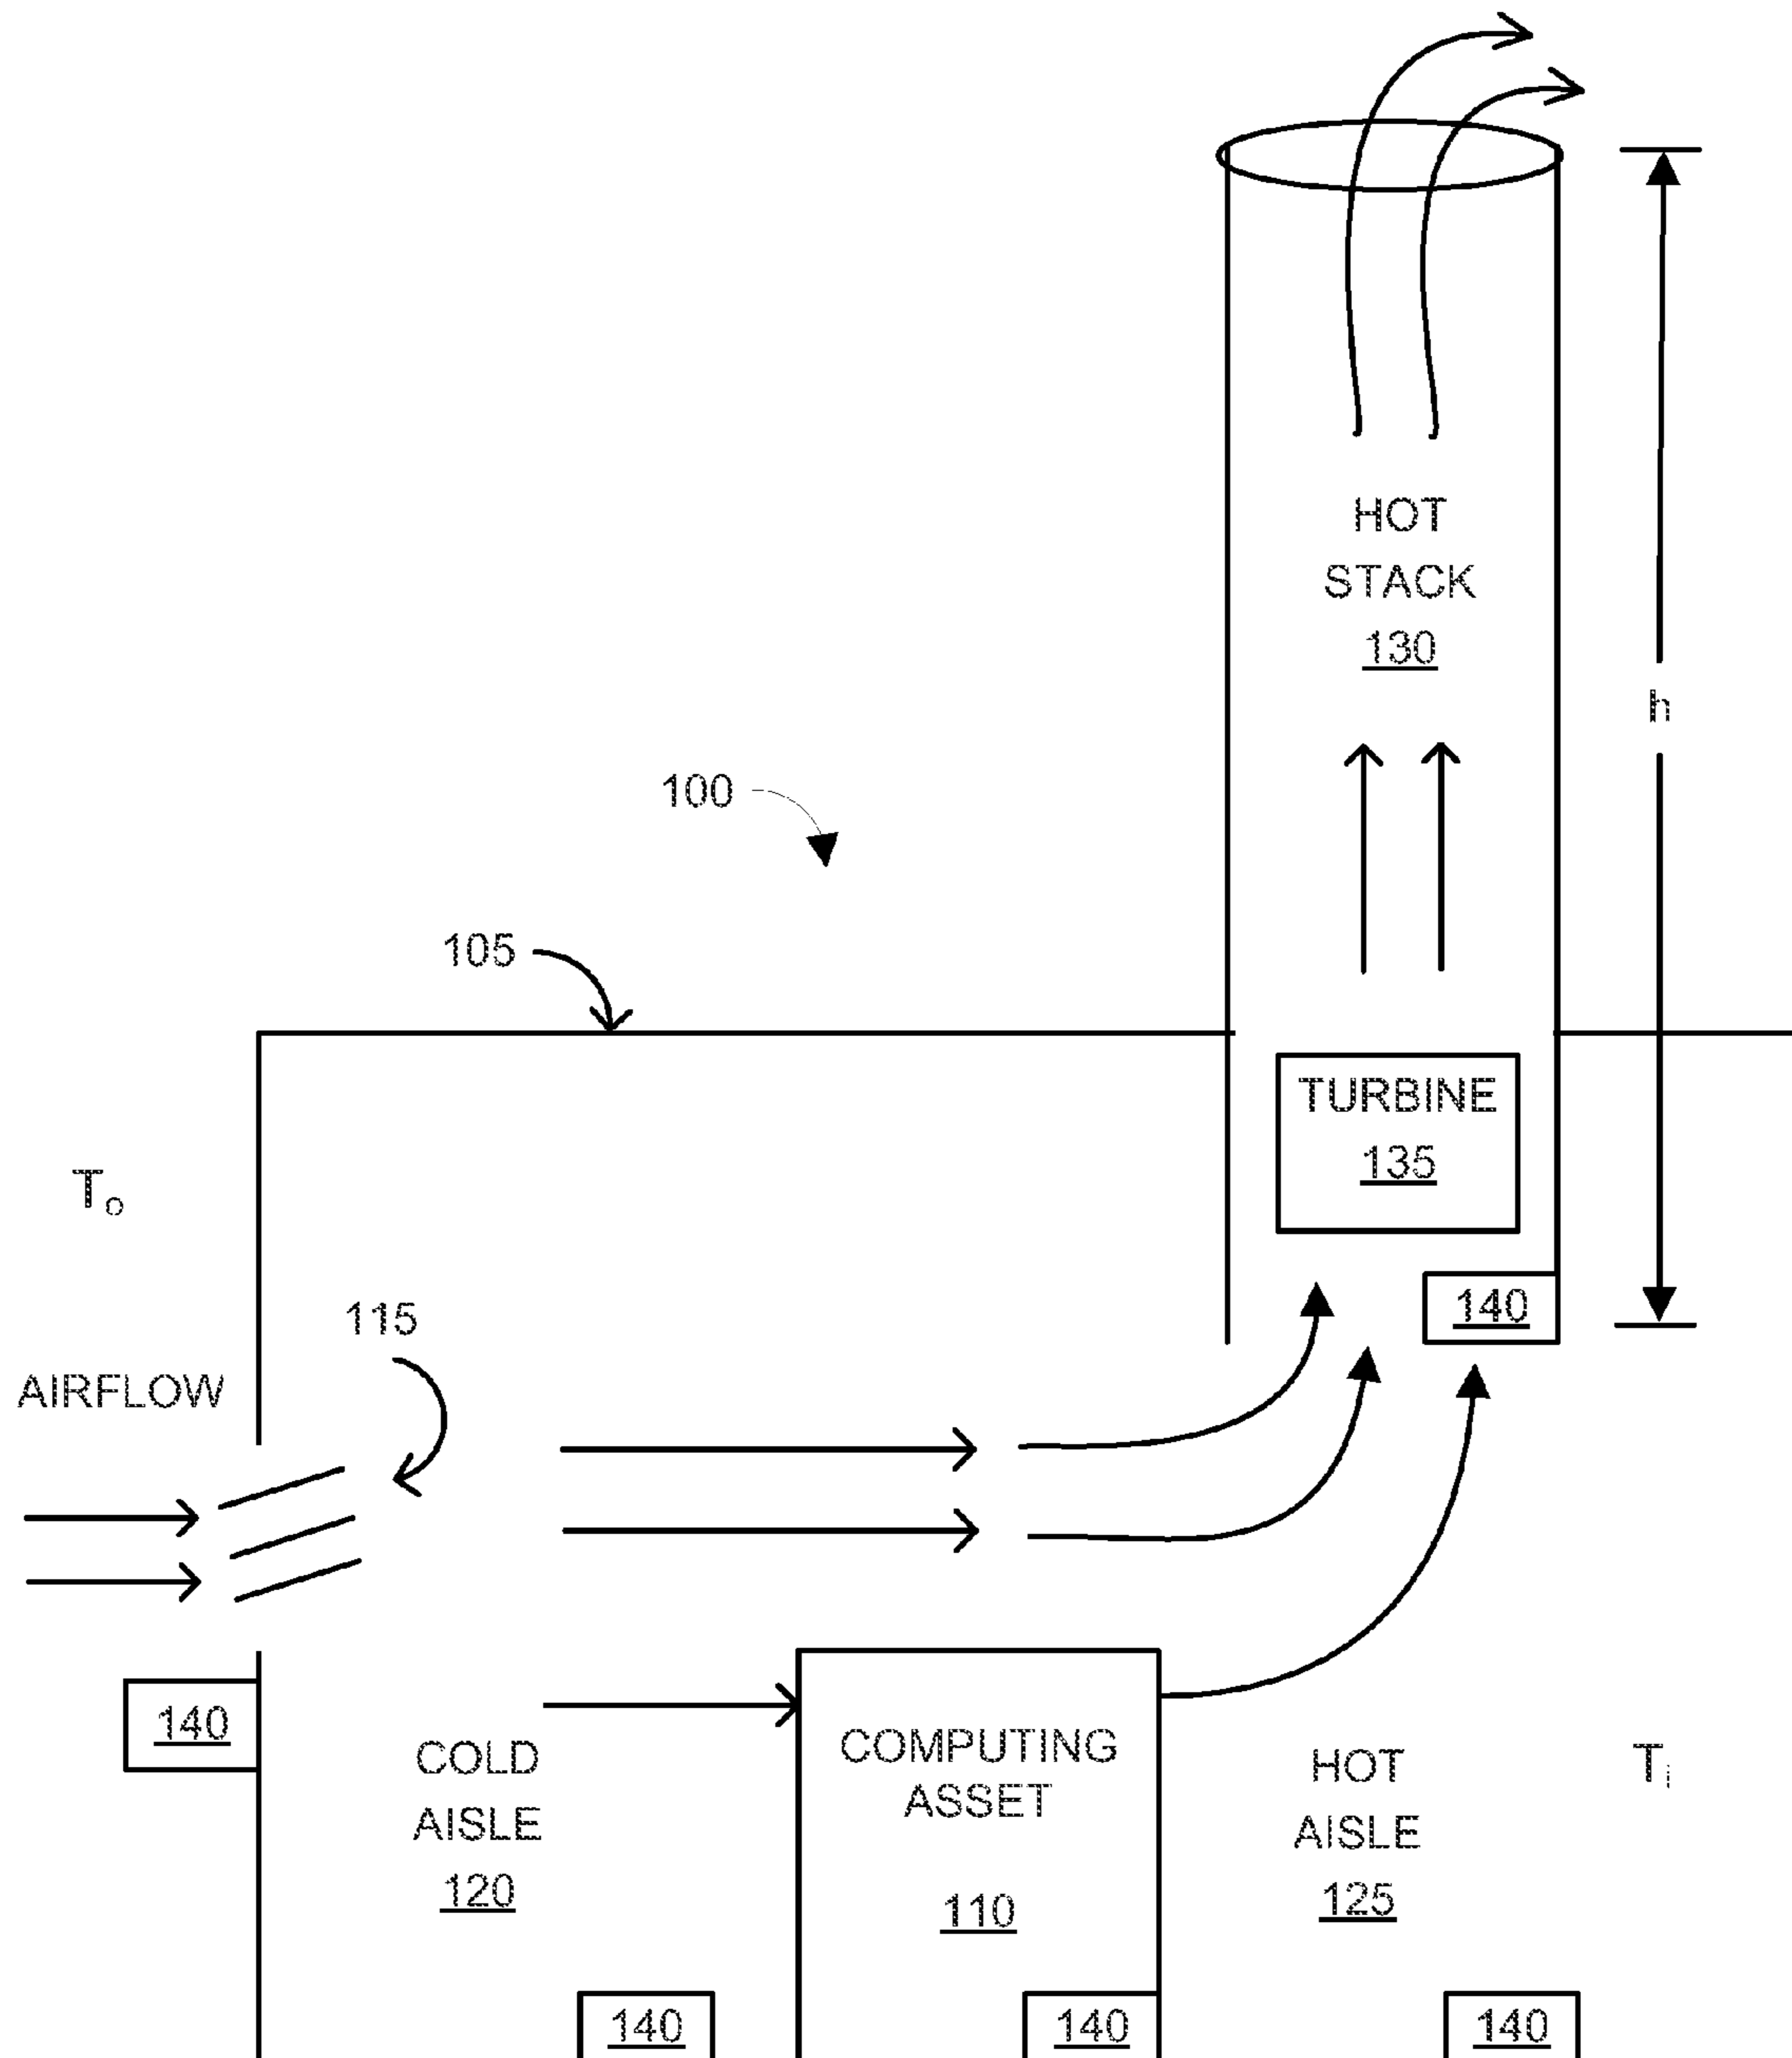 HOT
STACK
130
h
100
105
TURBINE
135
To
115
140
AIRFLOW
140
COLD
AISLE
120
COMPUTING
ASSET
110
HOT
AISLE
125
Ti
140
140
140